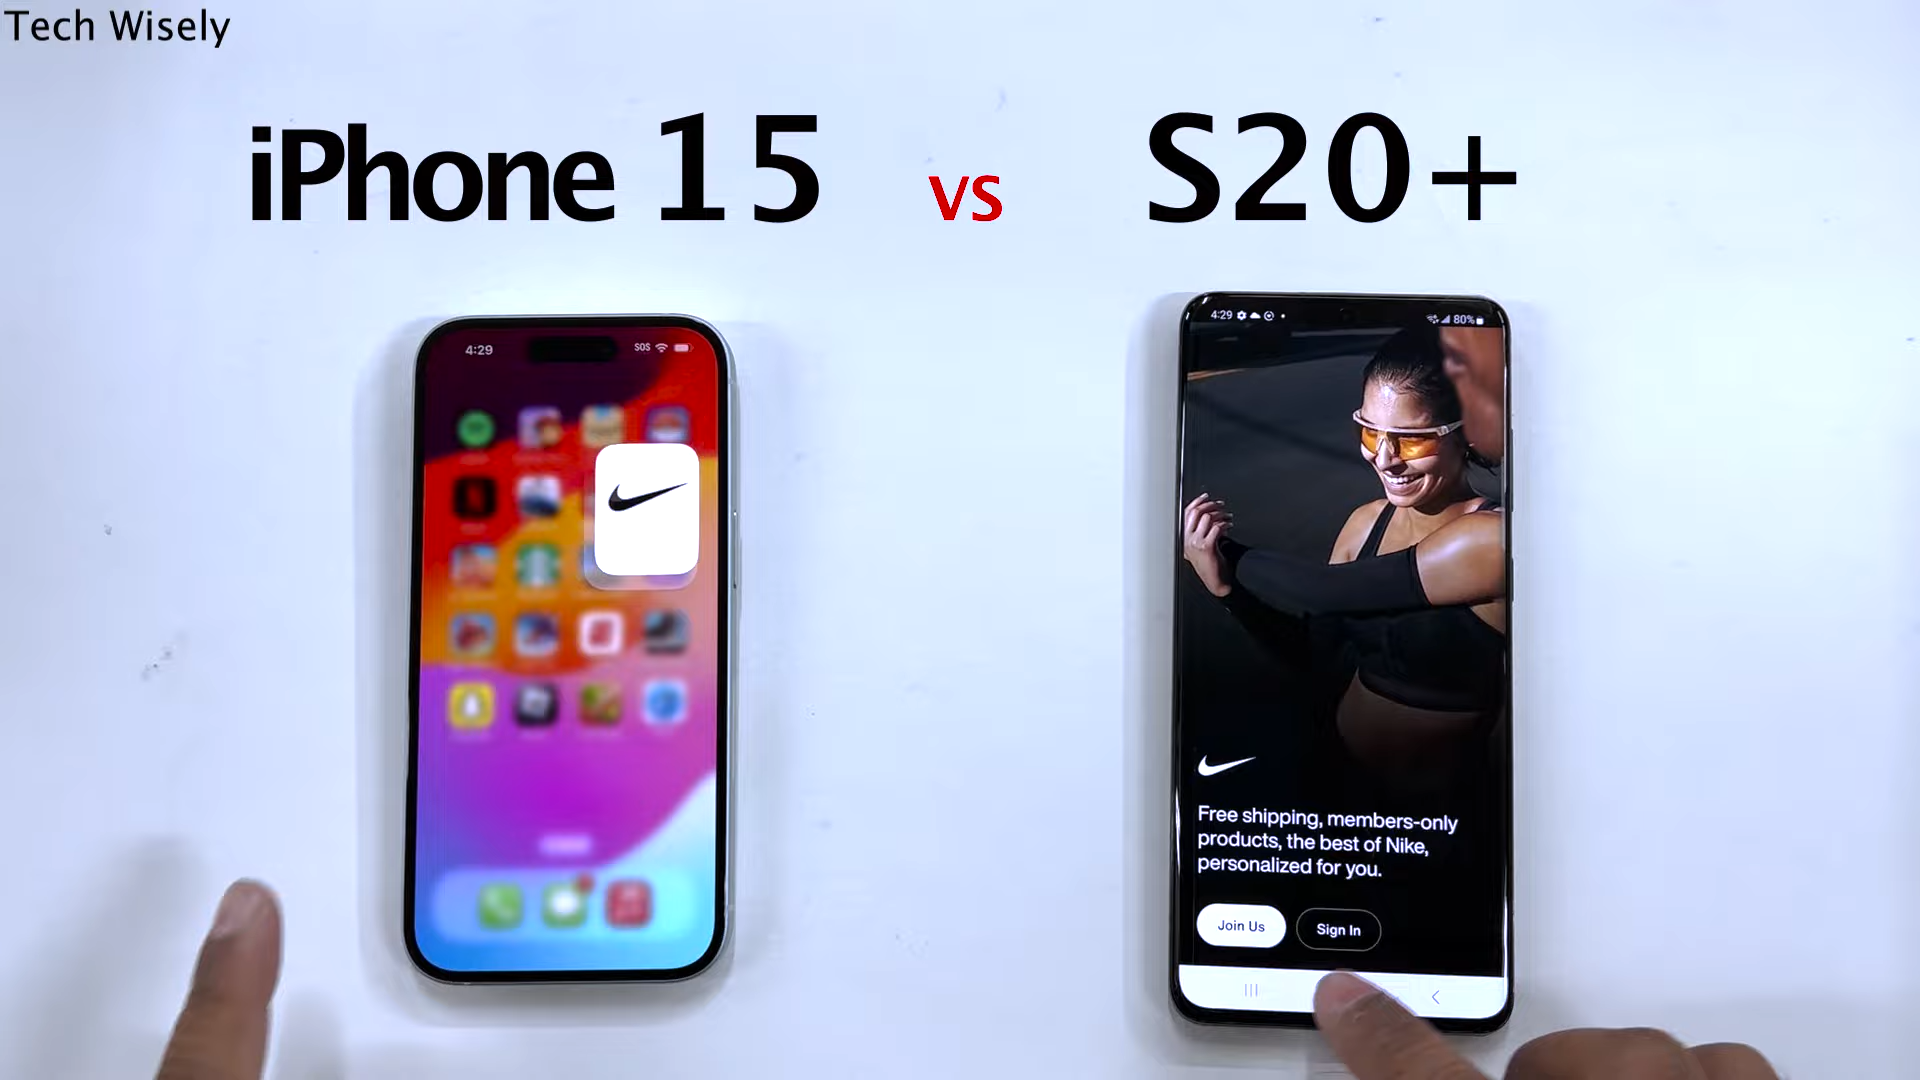 Tech Wisely
iPhone 15 vs S20+
4:29
SOS
4:29
80%
Free shipping, members-only
products, the best of Nike,
personalized for you.
Join Us
Sign In